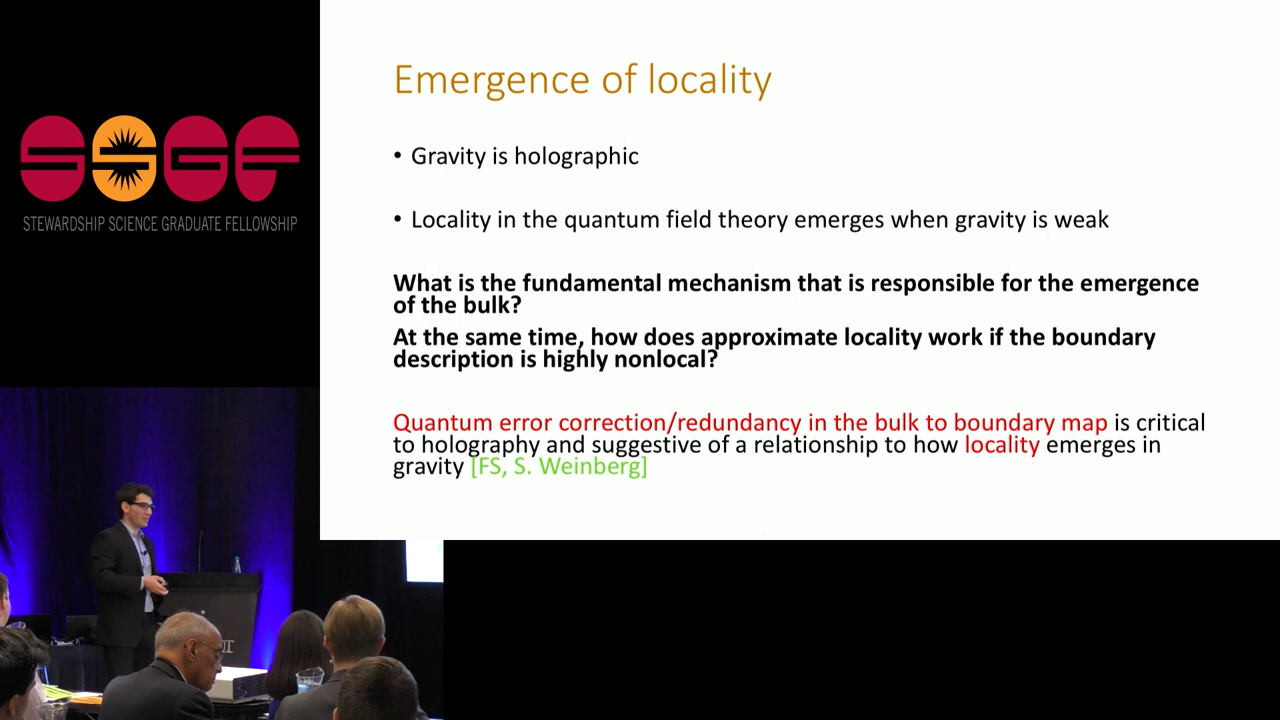 SSGF
STEWARDSHIP SCIENCE GRADUATE FELLOWSHIP
Emergence of locality
• Gravity is holographic
• Locality in the quantum field theory emerges when gravity is weak
What is the fundamental mechanism that is responsible for the emergence
of the bulk?
At the same time, how does approximate locality work if the boundary
description is highly nonlocal?
Quantum error correction/redundancy in the bulk to boundary map is critical
to holography and suggestive of a relationship to how locality emerges in
gravity [FS, S. Weinberg]